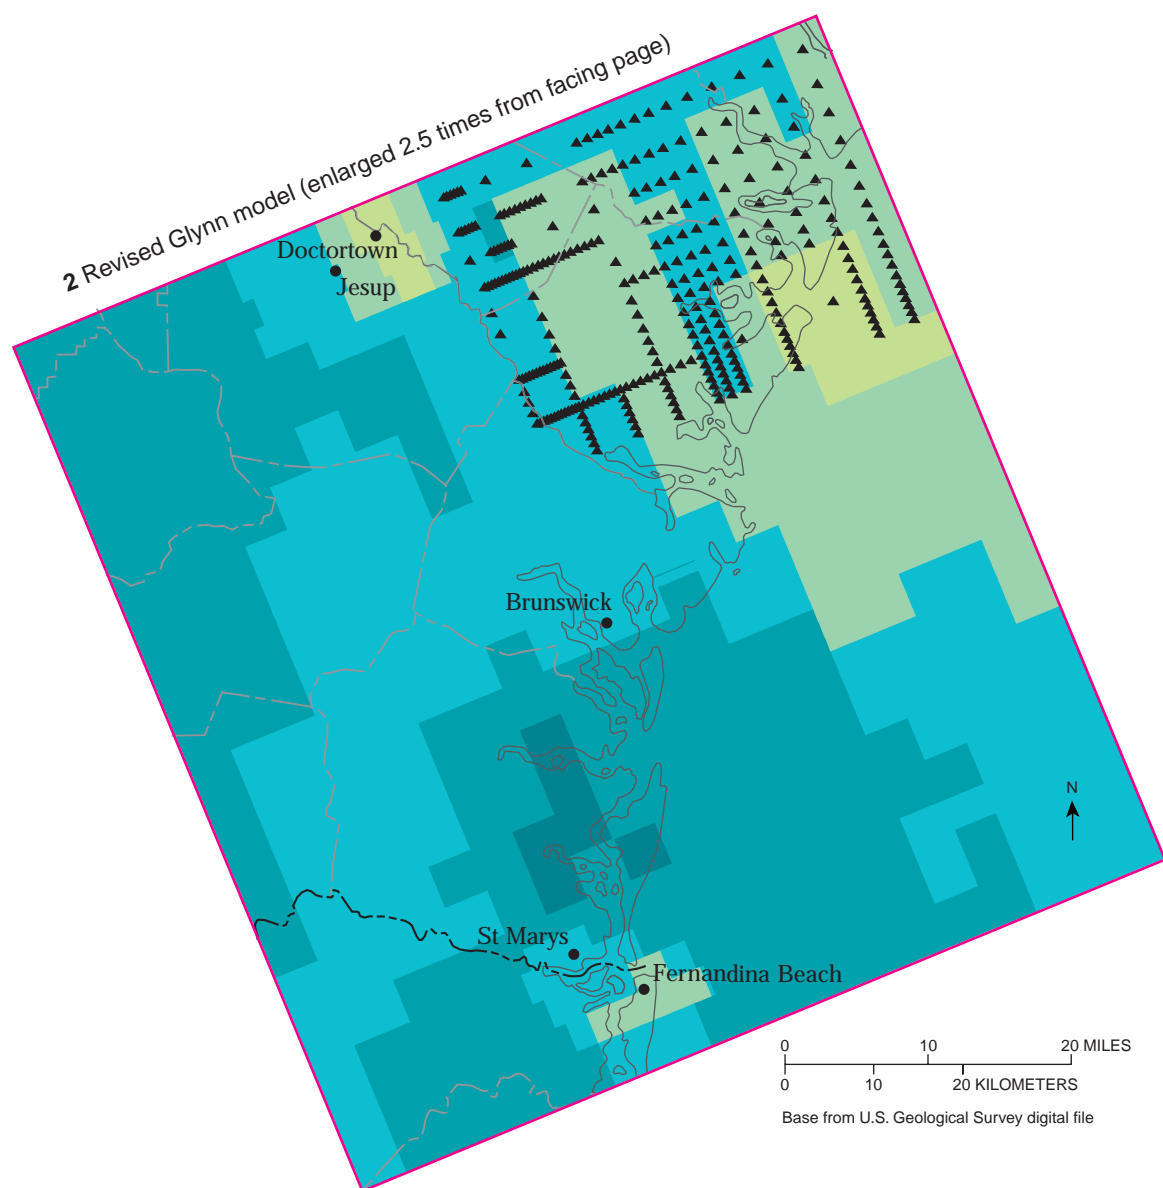 2 Revised Glynn model (enlarged 2.5 times from facing page)
Doctortown
Jesup
Brunswick
N
St Marys
Fernandina Beach
0 10 20 MILES
0 10 20 KILOMETERS
Base from U.S. Geological Survey digital file